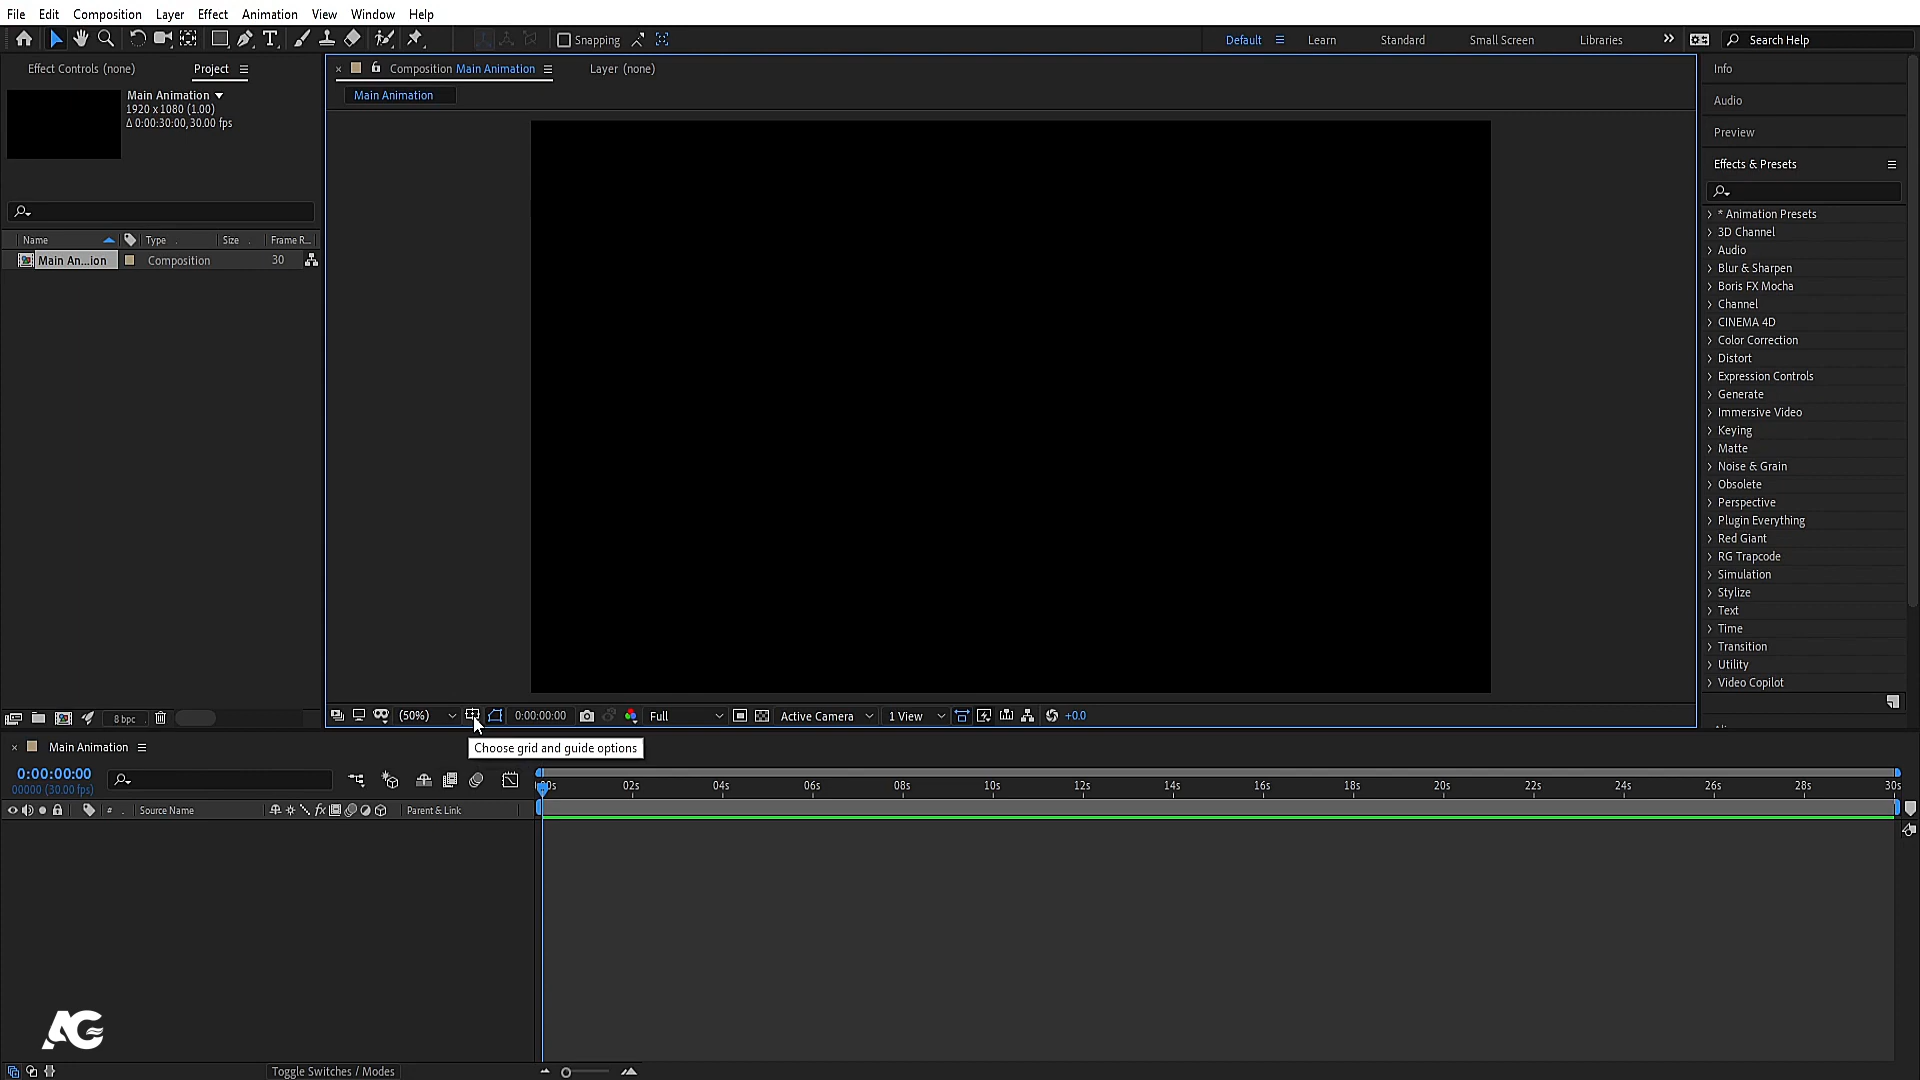 File Edit Composition Layer Effect Animation View Window Help
Snapping Default Learn Standard Small Screen Libraries Search Help
Effect Controls (none) Project
Main Animation
1920 x 1080 (1.00)
Δ 0:00:30:00, 30.00 fps
Name Type Size Frame R...
Main An...ion Composition 30
8 bpc
Composition Main Animation Layer (none)
Main Animation
(50%) 0:00:00:00 Full Active Camera 1 View +0.0
Choose grid and guide options
Info
Audio
Preview
Effects & Presets
* Animation Presets
3D Channel
Audio
Blur & Sharpen
Boris FX Mocha
Channel
CINEMA 4D
Color Correction
Distort
Expression Controls
Generate
Immersive Video
Keying
Matte
Noise & Grain
Obsolete
Perspective
Plugin Everything
Red Giant
RG Trapcode
Simulation
Stylize
Text
Time
Transition
Utility
Video Copilot
Main Animation
0:00:00:00
00000 (30.00 fps)
# Source Name fx Parent & Link
02s 04s 06s 08s 10s 12s 14s 16s 18s 20s 22s 24s 26s 28s 30s
AG
Toggle Switches / Modes